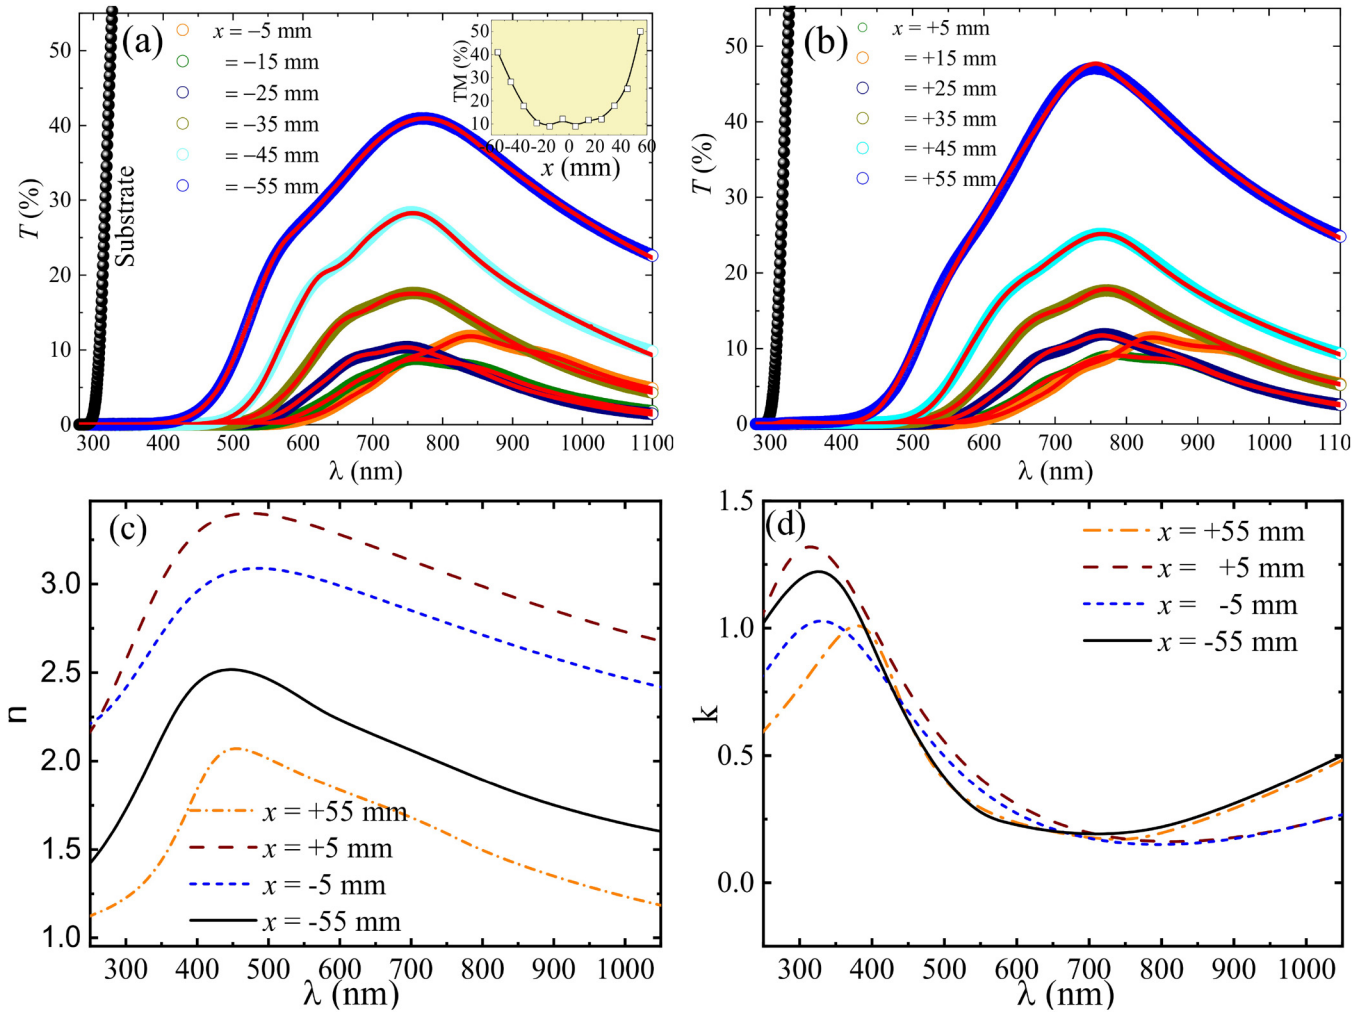 (a)
x = −5 mm
= −15 mm
= −25 mm
= −35 mm
= −45 mm
= −55 mm
Substrate
T (%)
50
40
30
20
10
0
280 400 500 600 700 800 900 1000 1100
λ (nm)
TM (%)
50
40
30
20
10
-60 -40 -20 0 20 40 60
x (mm)
(b)
x = +5 mm
= +15 mm
= +25 mm
= +35 mm
= +45 mm
= +55 mm
Substrate
T (%)
50
40
30
20
10
0
280 400 500 600 700 800 900 1000 110
λ (nm)
(c)
n
3.0
2.5
2.0
1.5
1.0
x = +55 mm
x = +5 mm
x = -5 mm
x = -55 mm
300 400 500 600 700 800 900 1000
λ (nm)
(d)
k
1.5
1.0
0.5
0.0
x = +55 mm
x = +5 mm
x = -5 mm
x = -55 mm
300 400 500 600 700 800 900 1000
λ (nm)